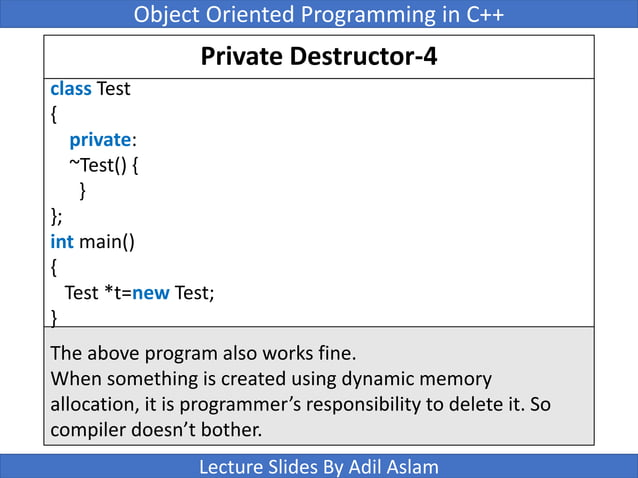 Object Oriented Programming in C++
Private Destructor-4
class Test
{
private:
~Test() {
}
};
int main()
{
Test *t=new Test;
}
The above program also works fine.
When something is created using dynamic memory
allocation, it is programmer’s responsibility to delete it. So
compiler doesn’t bother.
Lecture Slides By Adil Aslam